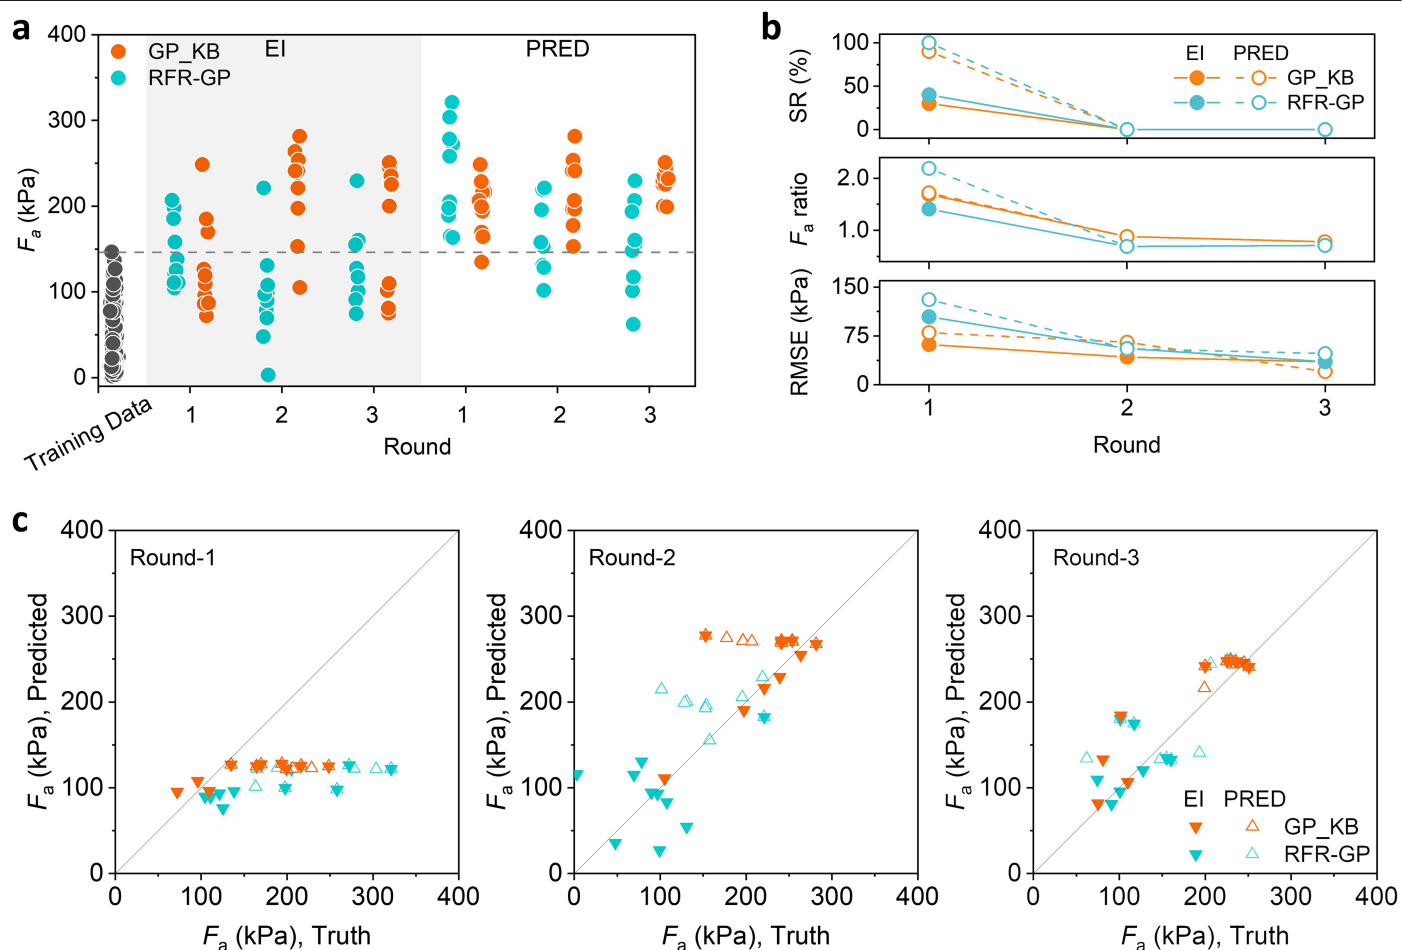 a
400
300
200
100
0
Fa (kPa)
GP_KB
RFR-GP
EI
PRED
Training Data
1
2
3
1
2
3
Round
b
100
50
0
SR (%)
EI PRED
GP_KB
RFR-GP
2.0
1.0
Fa ratio
150
75
0
RMSE (kPa)
1
2
3
Round
c
Round-1
400
300
200
100
0
Fa (kPa), Predicted
0
100
200
300
400
Fa (kPa), Truth
Round-2
400
300
200
100
0
Fa (kPa), Predicted
0
100
200
300
400
Fa (kPa), Truth
Round-3
400
300
200
100
0
Fa (kPa), Predicted
EI PRED
GP_KB
RFR-GP
0
100
200
300
400
Fa (kPa), Truth